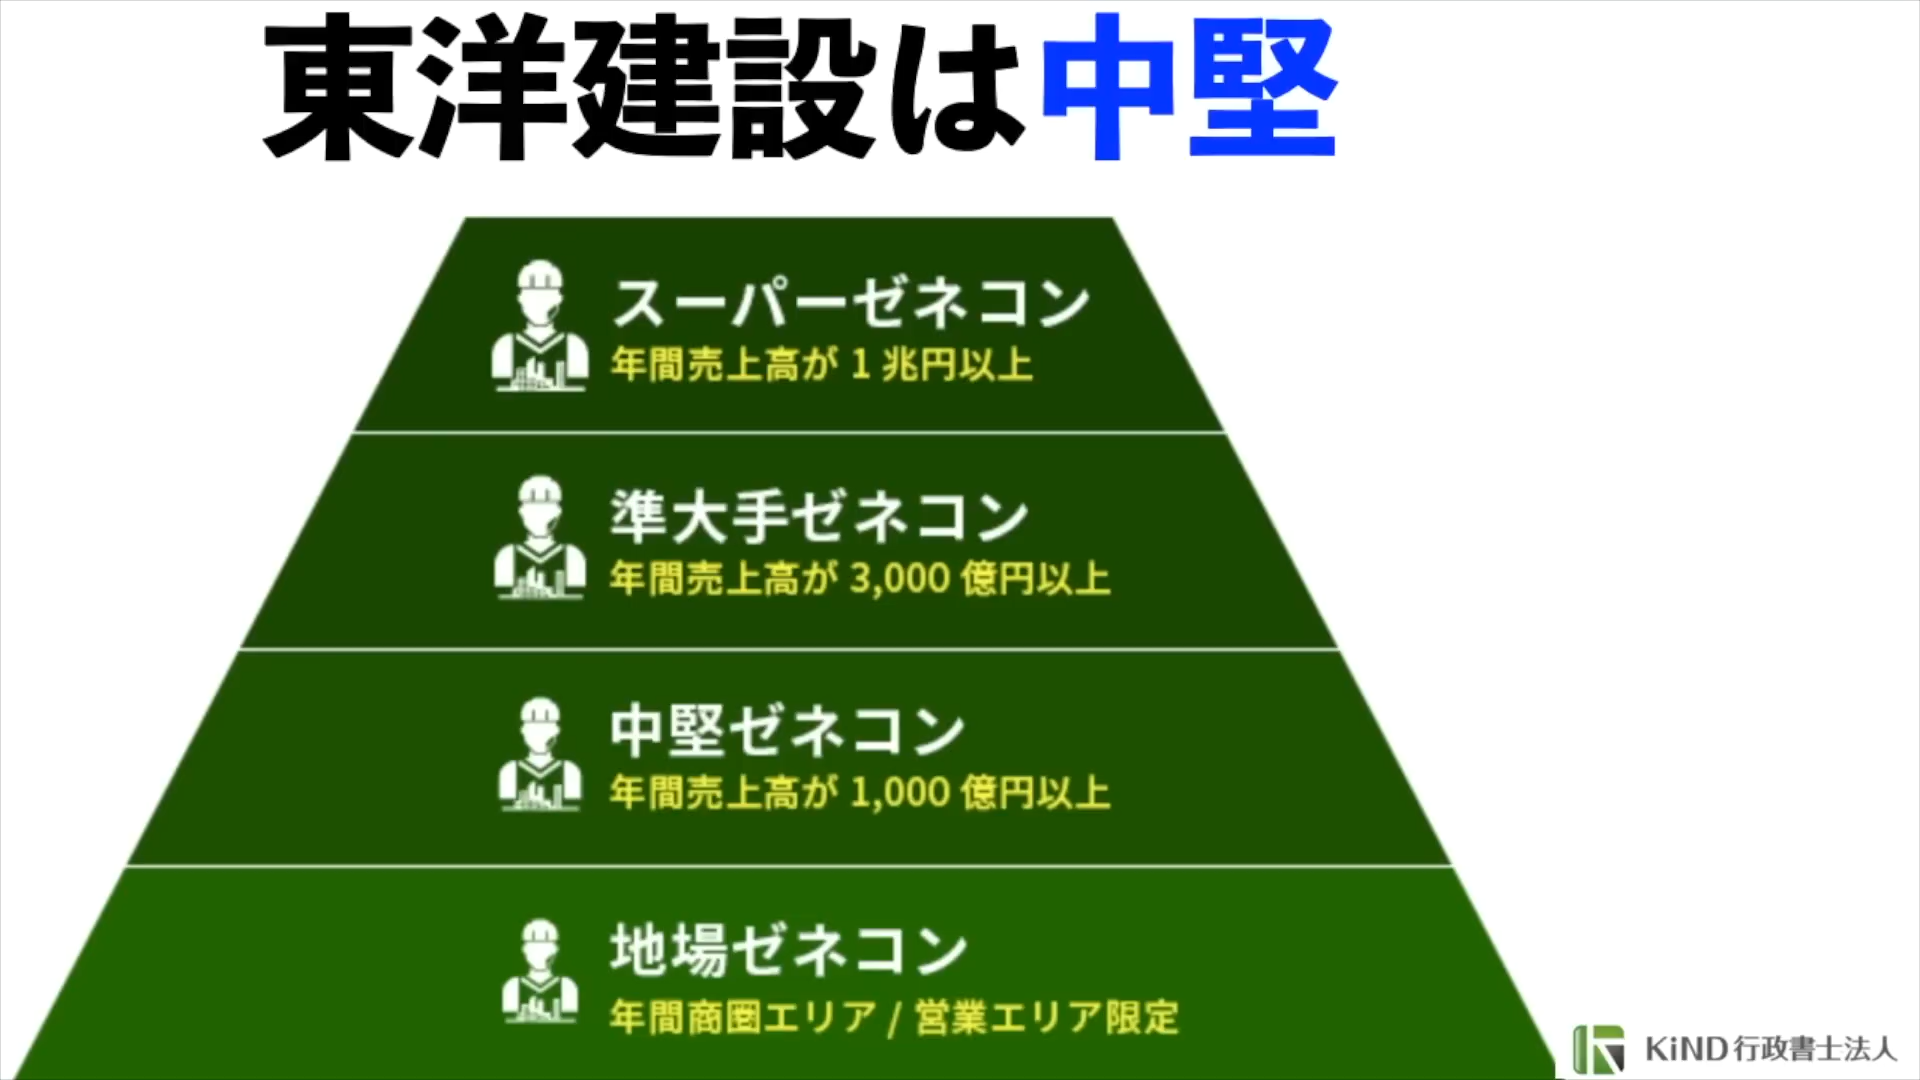 東洋建設は中堅
スーパーゼネコン
年間売上高が 1 兆円以上
準大手ゼネコン
年間売上高が 3,000 億円以上
中堅ゼネコン
年間売上高が 1,000 億円以上
地場ゼネコン
年間商圏エリア / 営業エリア限定
KiND行政書士法人